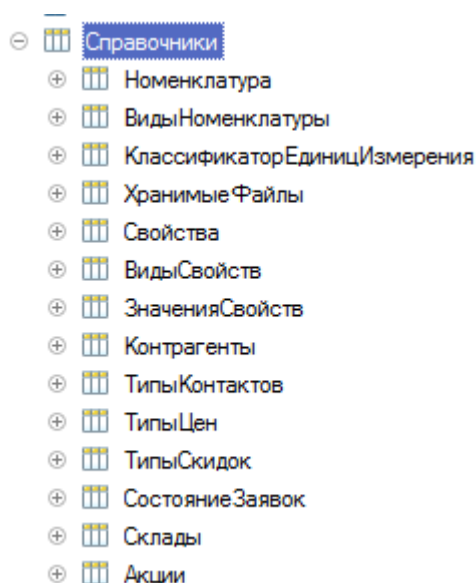 Справочники
Номенклатура
ВидыНоменклатуры
КлассификаторЕдиницИзмерения
ХранимыеФайлы
Свойства
ВидыСвойств
ЗначенияСвойств
Контрагенты
ТипыКонтактов
ТипыЦен
ТипыСкидок
СостояниеЗаявок
Склады
Акции